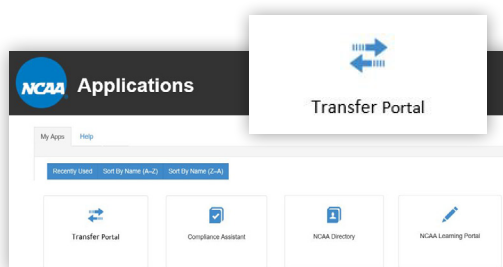 NCAA Applications
Transfer Portal
My Apps Help
Recently Used Sort By Name (A-Z) Sort By Name (Z-A)
Transfer Portal Compliance Assistant NCAA Directory NCAA Learning Portal